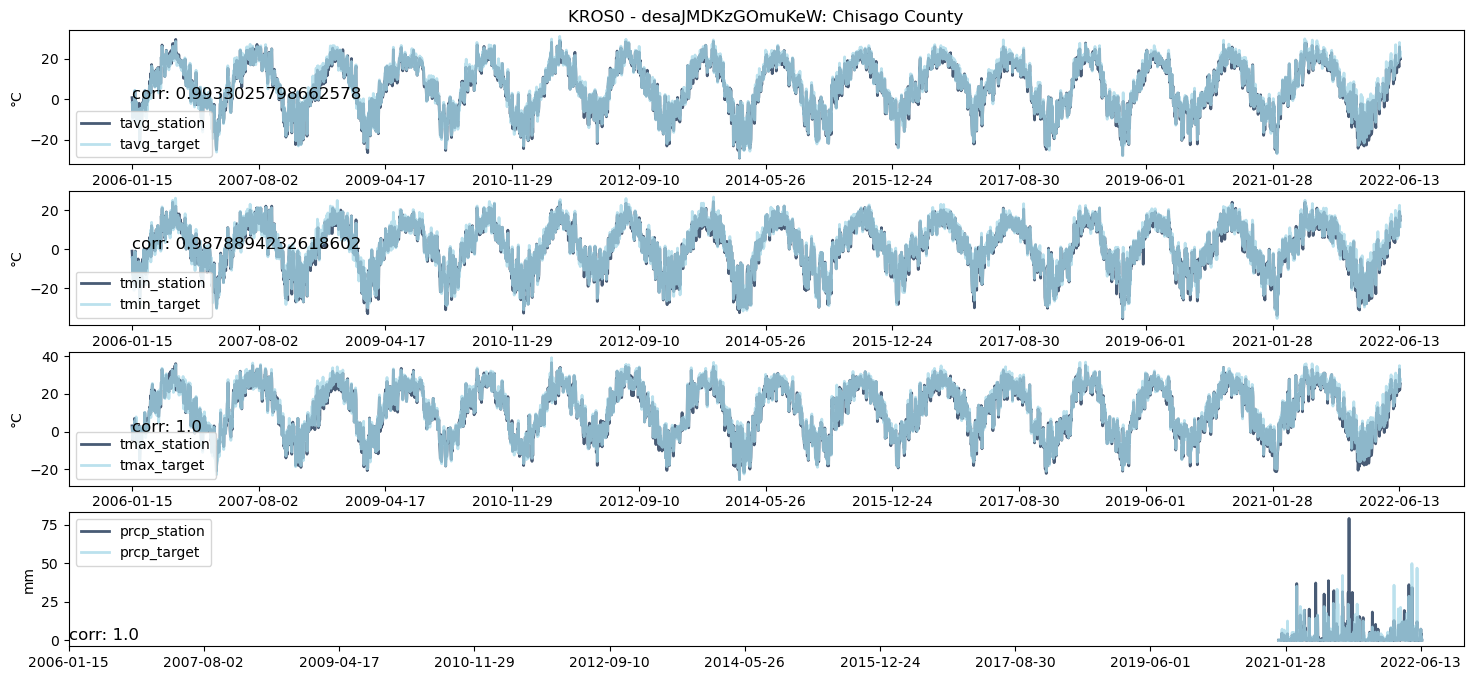 KROS0 - desaJMDKzGOmuKeW: Chisago County
20
0
−20
°C
corr: 0.9933025798662578
tavg_station
tavg_target
2006-01-15 2007-08-02 2009-04-17 2010-11-29 2012-09-10 2014-05-26 2015-12-24 2017-08-30 2019-06-01 2021-01-28 2022-06-13
20
0
−20
°C
corr: 0.9878894232618602
tmin_station
tmin_target
2006-01-15 2007-08-02 2009-04-17 2010-11-29 2012-09-10 2014-05-26 2015-12-24 2017-08-30 2019-06-01 2021-01-28 2022-06-13
40
20
0
−20
°C
corr: 1.0
tmax_station
tmax_target
2006-01-15 2007-08-02 2009-04-17 2010-11-29 2012-09-10 2014-05-26 2015-12-24 2017-08-30 2019-06-01 2021-01-28 2022-06-13
75
50
25
0
mm
prcp_station
prcp_target
corr: 1.0
2006-01-15 2007-08-02 2009-04-17 2010-11-29 2012-09-10 2014-05-26 2015-12-24 2017-08-30 2019-06-01 2021-01-28 2022-06-13